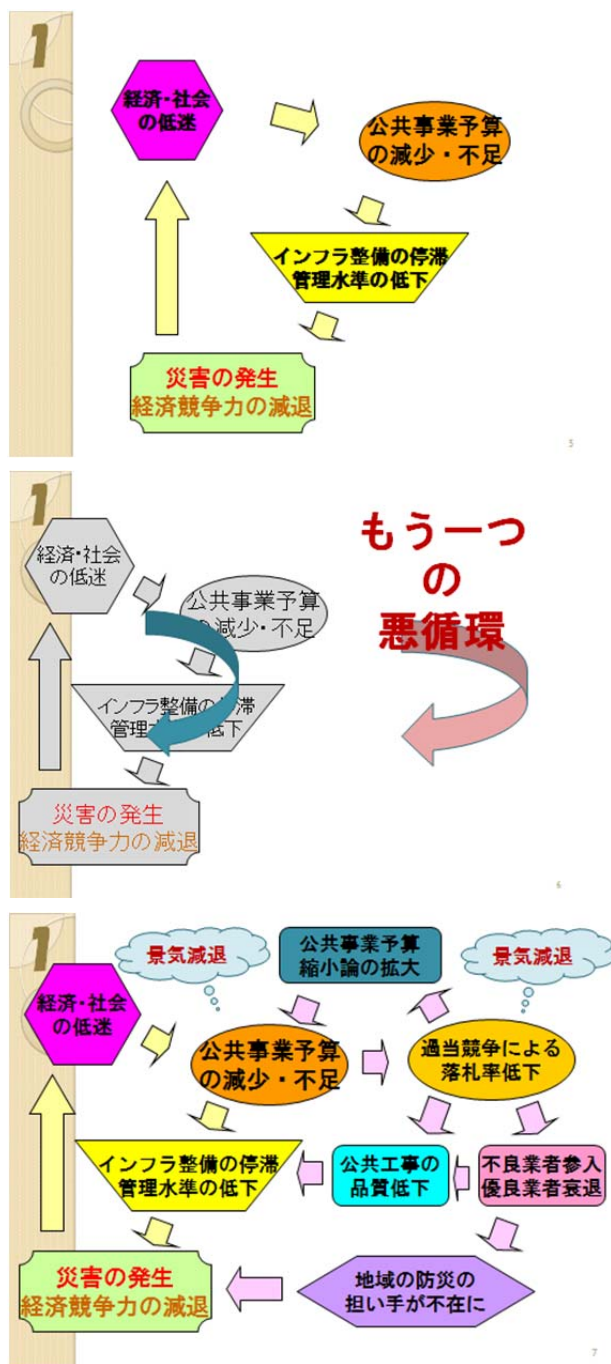 1
経済・社会
の低迷
公共事業予算
の減少・不足
インフラ整備の停滞
管理水準の低下
災害の発生
経済競争力の減退
5
1
経済・社会
の低迷
もう一つ
の
悪循環
公共事業予算
の減少・不足
インフラ整備の停滞
管理水準の低下
災害の発生
経済競争力の減退
6
1
景気減退
公共事業予算
縮小論の拡大
景気減退
経済・社会
の低迷
公共事業予算
の減少・不足
過当競争による
落札率低下
インフラ整備の停滞
管理水準の低下
公共工事の
品質低下
不良業者参入
優良業者衰退
災害の発生
経済競争力の減退
地域の防災の
担い手が不在に
7